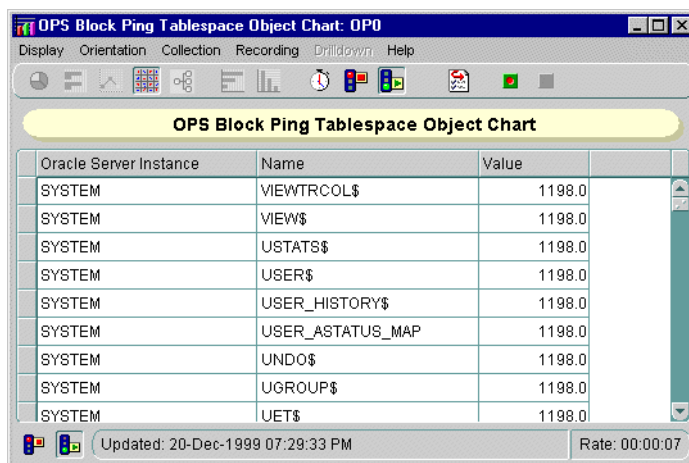 OPS Block Ping Tablespace Object Chart: OP0
Display Orientation Collection Recording Drilldown Help
OPS Block Ping Tablespace Object Chart
Oracle Server Instance Name Value
SYSTEM VIEWTRCOL$ 1198.0
SYSTEM VIEW$ 1198.0
SYSTEM USTATS$ 1198.0
SYSTEM USER$ 1198.0
SYSTEM USER_HISTORY$ 1198.0
SYSTEM USER_ASTATUS_MAP 1198.0
SYSTEM UNDO$ 1198.0
SYSTEM UGROUP$ 1198.0
SYSTEM UET$ 1198.0
Updated: 20-Dec-1999 07:29:33 PM Rate: 00:00:07